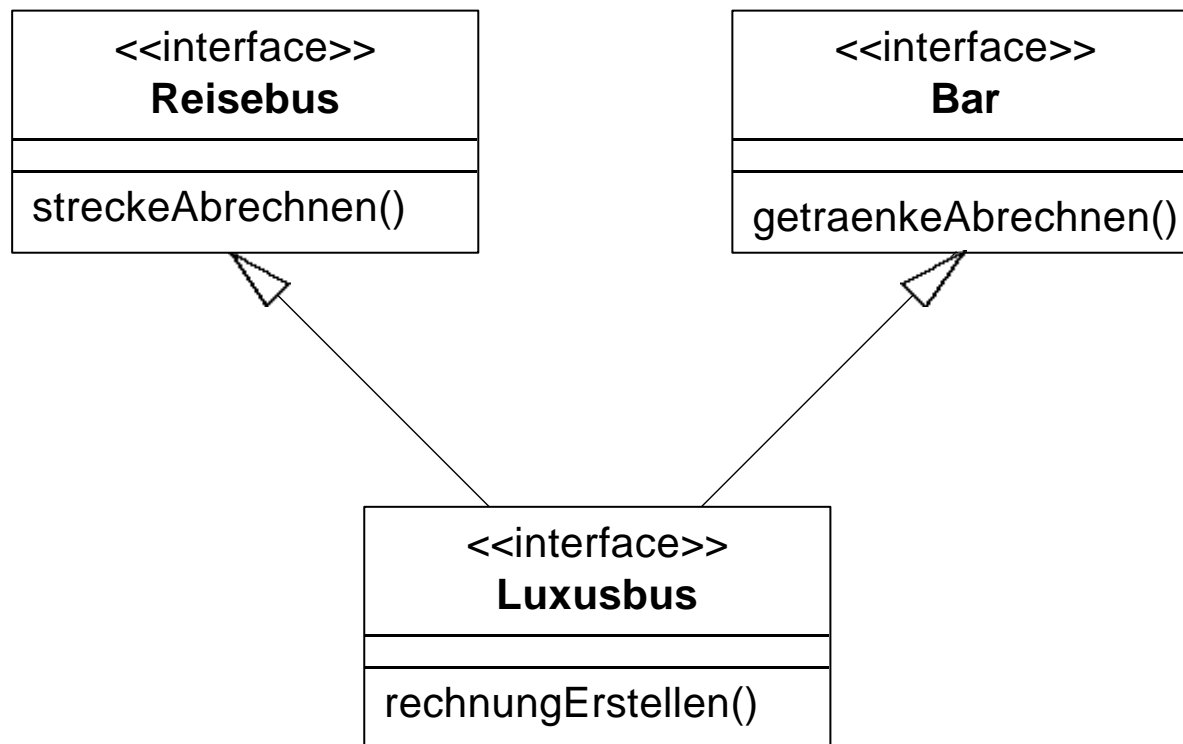 <<interface>>
Reisebus
streckeAbrechnen()
<<interface>>
Bar
getraenkeAbrechnen()
<<interface>>
Luxusbus
rechnungErstellen()